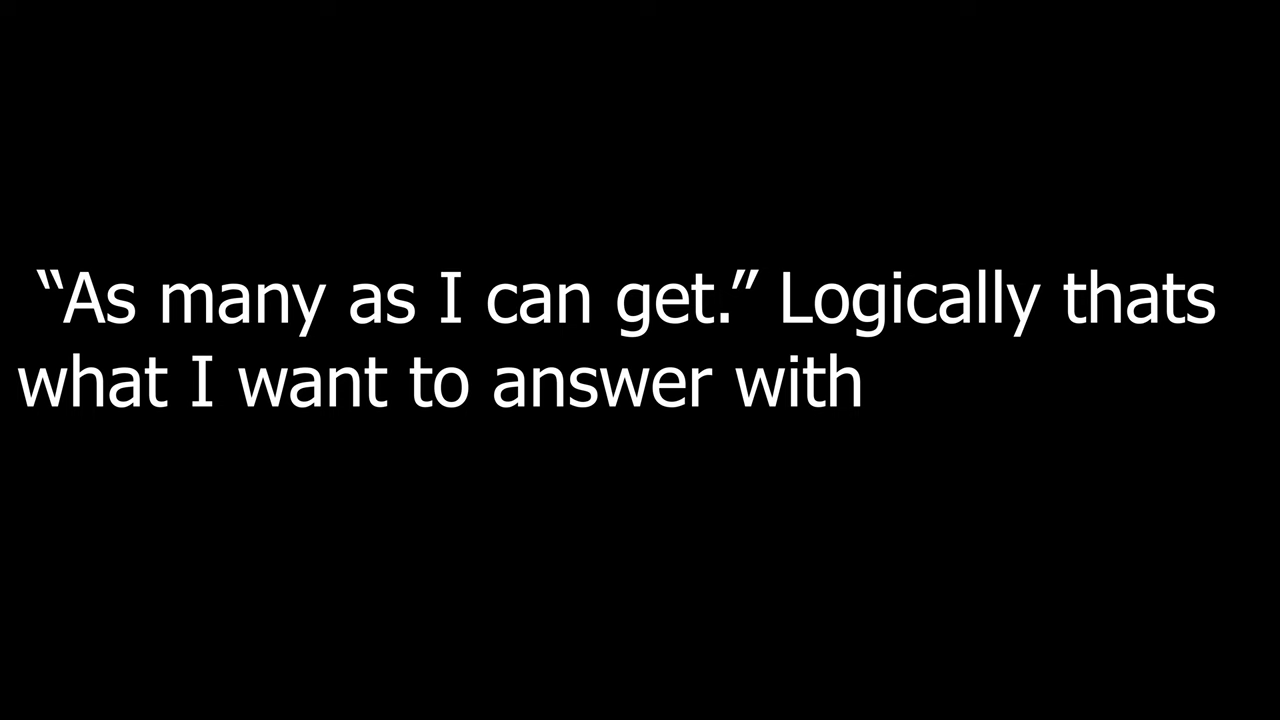 “As many as I can get.” Logically thats
what I want to answer with